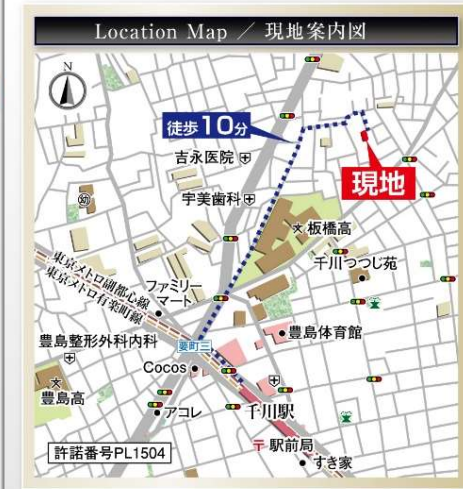 Location Map ／ 現地案内図
徒歩10分
吉永医院
宇美歯科
現地
板橋高
千川つつじ苑
幼
東京メトロ副都心線
東京メトロ有楽町線
ファミリー
マート
豊島体育館
豊島整形外科内科
要町三
Cocos
豊島高
アコレ
千川駅
〒駅前局
すき家
許諾番号PL1504